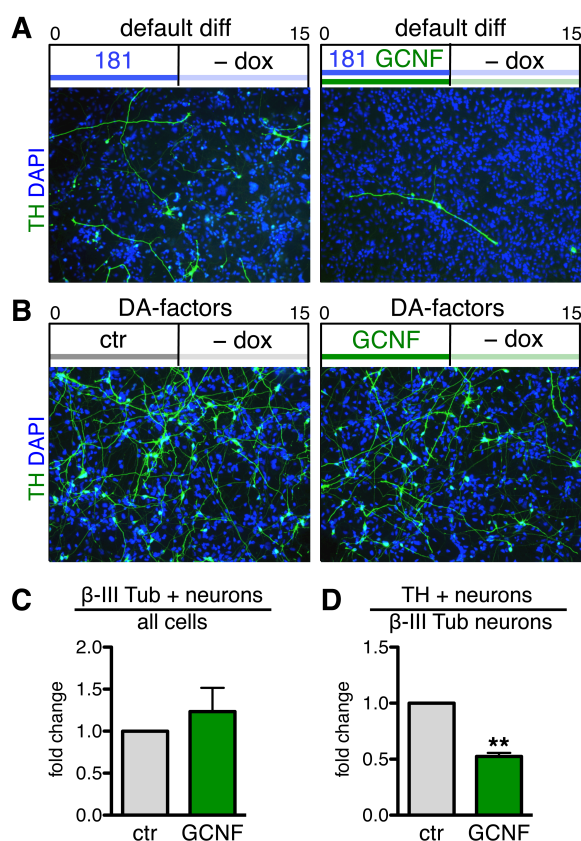 A
0 default diff 15
181 – dox
0 default diff 15
181 GCNF – dox
TH DAPI
B
0 DA-factors 15
ctr – dox
0 DA-factors 15
GCNF – dox
TH DAPI
C
β-III Tub + neurons
all cells
fold change
2.0
1.5
1.0
0.5
0.0
ctr GCNF
D
TH + neurons
β-III Tub neurons
fold change
1.5
1.0
0.5
0.0
**
ctr GCNF